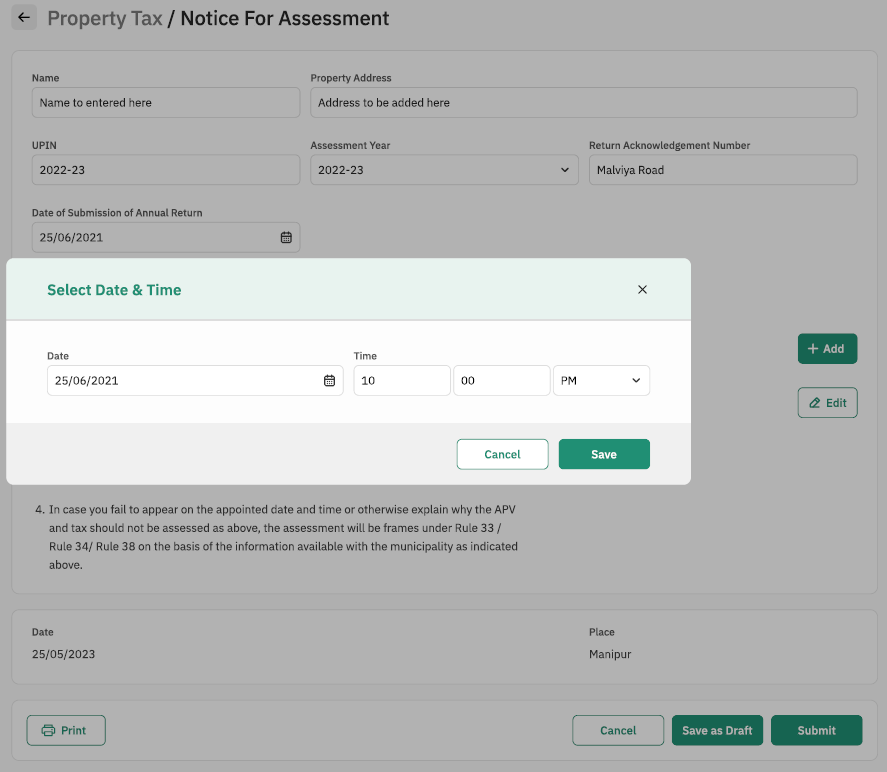 Property Tax / Notice For Assessment
Name
Property Address
Name to entered here
Address to be added here
UPIN
Assessment Year
Return Acknowledgement Number
2022-23
2022-23
Malviya Road
Date of Submission of Annual Return
25/06/2021
Select Date & Time
Date
Time
25/06/2021
10
00
PM
Cancel
Save
+ Add
Edit
4. In case you fail to appear on the appointed date and time or otherwise explain why the APV
and tax should not be assessed as above, the assessment will be frames under Rule 33 /
Rule 34/ Rule 38 on the basis of the information available with the municipality as indicated
above.
Date
Place
25/05/2023
Manipur
Print
Cancel
Save as Draft
Submit